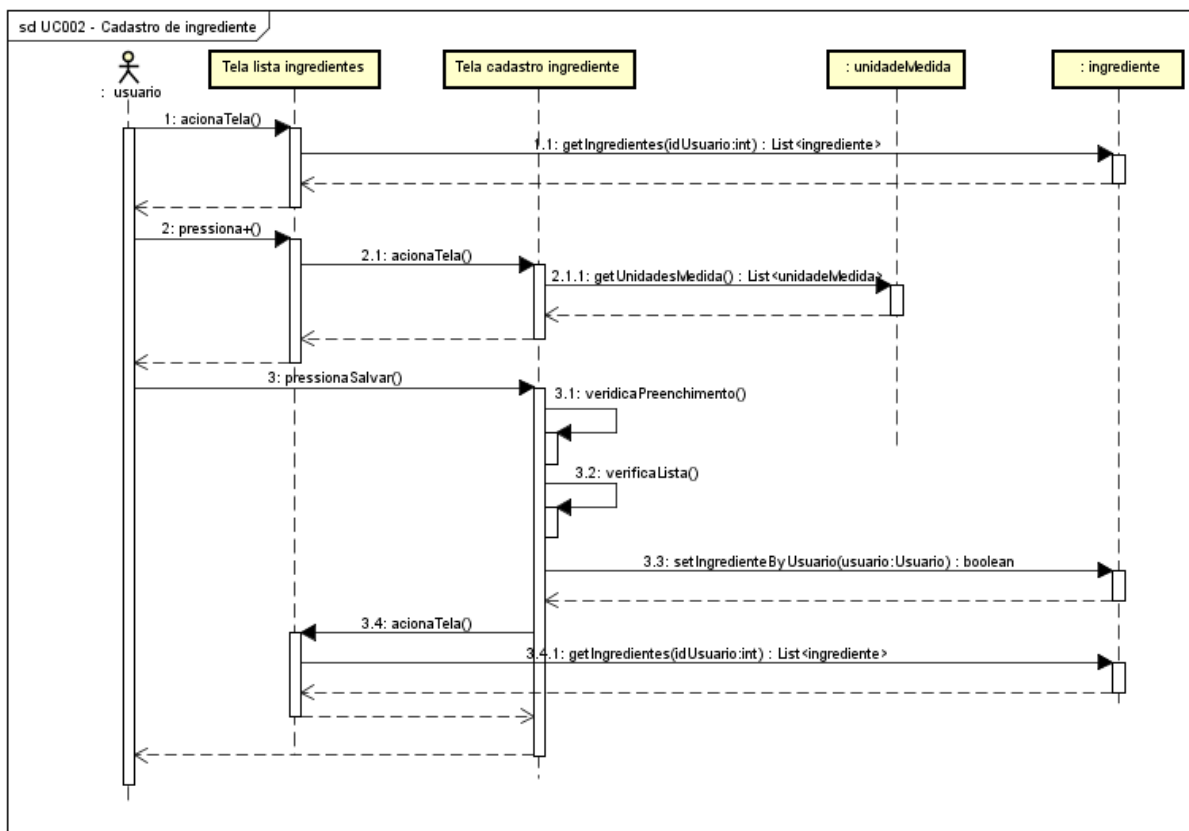 sd UC002 - Cadastro de ingrediente
Tela lista ingredientes
Tela cadastro ingrediente
: unidadeMedida
: ingrediente
: usuario
1: acionaTela()
1.1: getIngredientes(idUsuario:int) : List<ingrediente>
2: pressiona+()
2.1: acionaTela()
2.1.1: getUnidadesMedida() : List<unidadeMedida>
3: pressionaSalvar()
3.1: veridicaPreenchimento()
3.2: verificaLista()
3.3: setIngredienteByUsuario(usuario:Usuario) : boolean
3.4: acionaTela()
3.4.1: getIngredientes(idUsuario:int) : List<ingrediente>